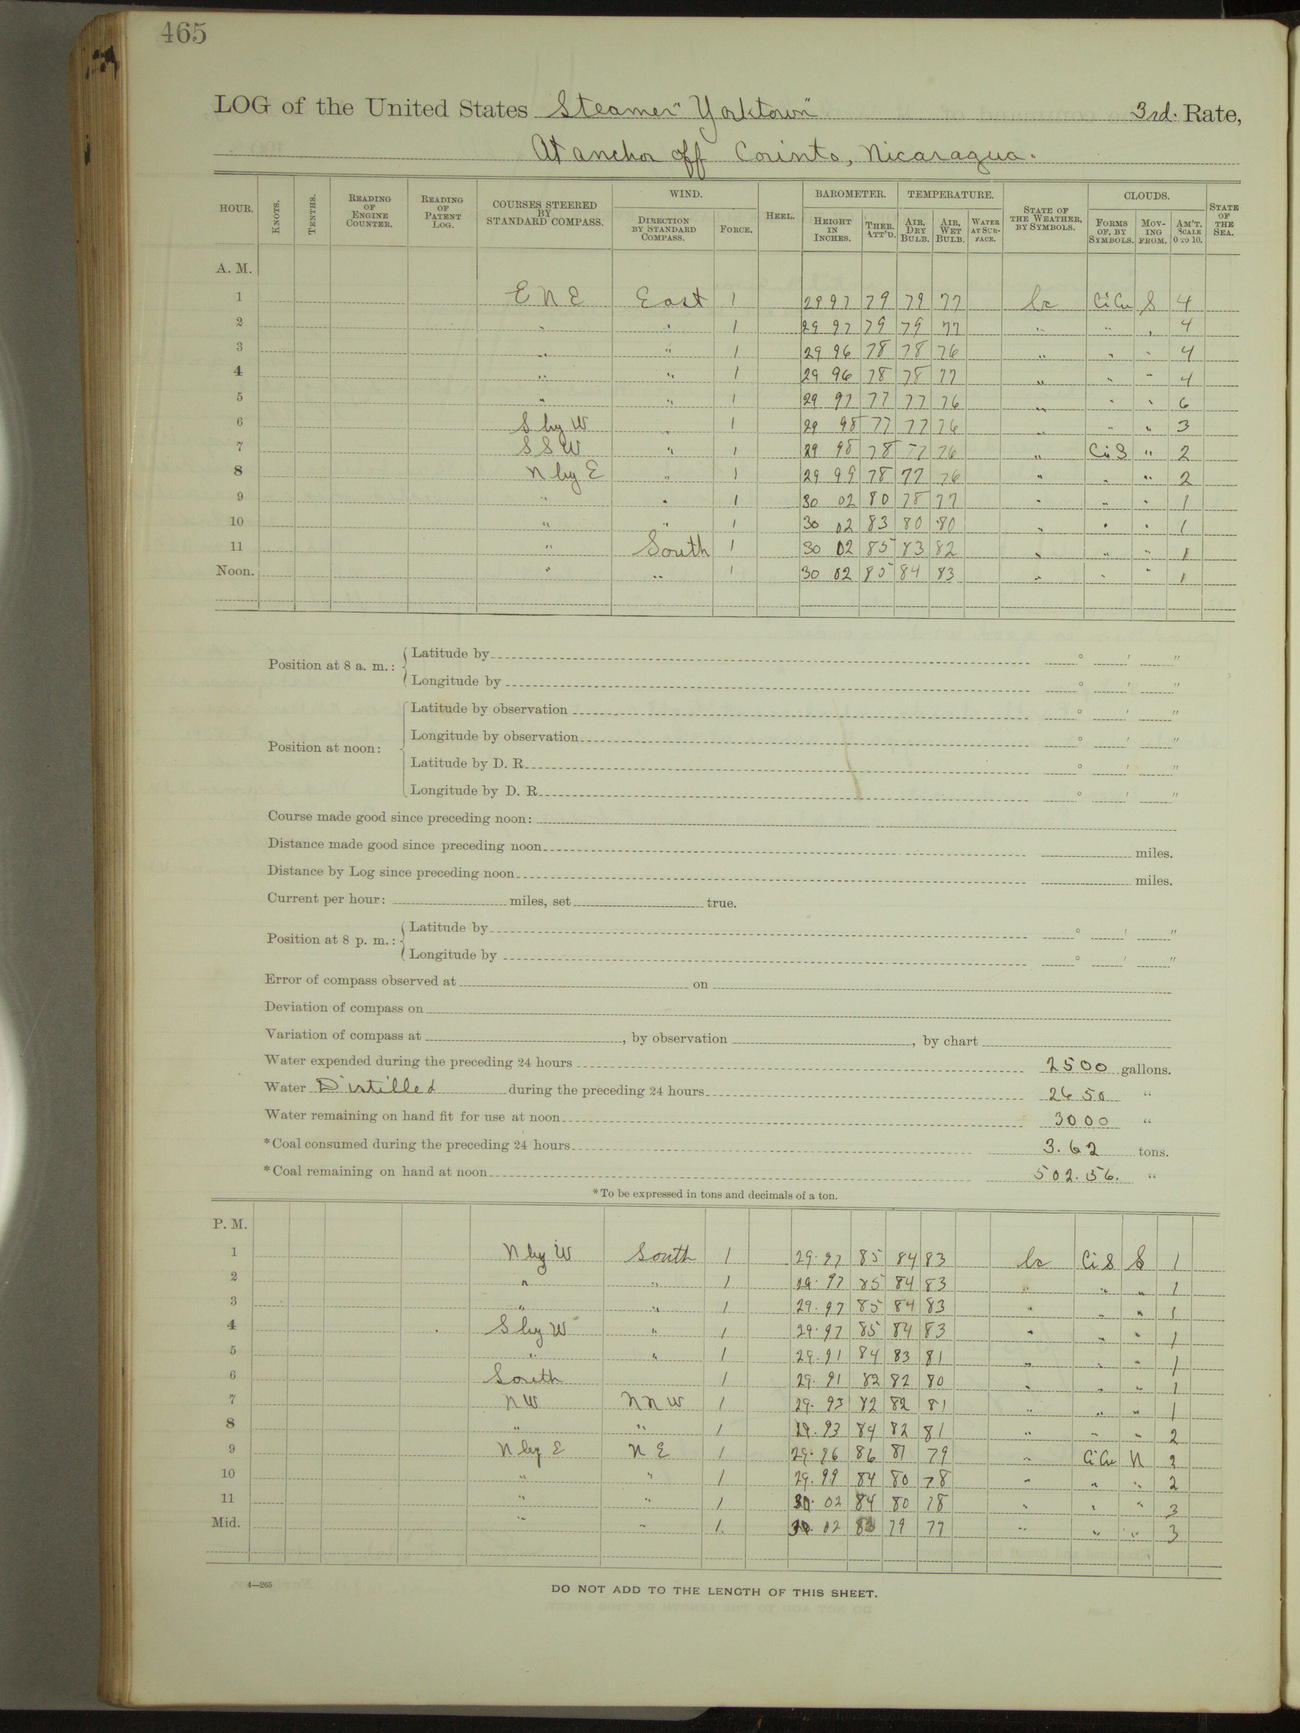 465
LOG of the United States Steamer "Yorktown" 3rd. Rate,
At anchor off Corinto, Nicaragua.
HOUR. KNOTS. TENTHS. READING OF ENGINE COUNTER. READING OF PATENT LOG. COURSES STEERED BY STANDARD COMPASS. WIND. DIRECTION BY STANDARD COMPASS. FORCE. HEEL. BAROMETER. HEIGHT IN INCHES. THER. ATT'D. TEMPERATURE. AIR, DRY BULB. AIR, WET BULB. WATER AT SURFACE. STATE OF THE WEATHER, BY SYMBOLS. CLOUDS. FORMS OF, BY SYMBOLS. MOVING FROM. AM'T, SCALE 0 TO 10. STATE OF THE SEA.
A. M.
1 E N E East 1 29 97 79 79 77 bc Ci Cu S 4
2 " " 1 29 97 79 79 77 " " " 4
3 " " 1 29 96 78 78 76 " " " 4
4 " " 1 29 96 78 78 77 " " " 4
5 " " 1 29 97 77 77 76 " " " 6
6 S by W " 1 29 98 77 77 76 " " " 3
7 S S W " 1 29 98 78 77 76 " Ci S " 2
8 N by E " 1 29 99 78 77 76 " " " 2
9 " " 1 30 02 80 78 77 " " " 1
10 " " 1 30 02 83 80 80 " " " 1
11 " South 1 30 02 85 83 82 " " " 1
Noon. " " 1 30 02 85 84 83 " " " 1
Position at 8 a. m.: Latitude by ° ′ ″
Longitude by ° ′ ″
Position at noon: Latitude by observation ° ′ ″
Longitude by observation ° ′ ″
Latitude by D. R. ° ′ ″
Longitude by D. R. ° ′ ″
Course made good since preceding noon:
Distance made good since preceding noon miles.
Distance by Log since preceding noon miles.
Current per hour: miles, set true.
Position at 8 p. m.: Latitude by ° ′ ″
Longitude by ° ′ ″
Error of compass observed at on
Deviation of compass on
Variation of compass at , by observation , by chart
Water expended during the preceding 24 hours 2500 gallons.
Water Distilled during the preceding 24 hours 2650 "
Water remaining on hand fit for use at noon 3000 "
*Coal consumed during the preceding 24 hours 3.62 tons.
*Coal remaining on hand at noon 502.56. "
*To be expressed in tons and decimals of a ton.
P. M.
1 N by W South 1 29.97 85 84 83 bc Ci S S 1
2 " " 1 29.97 85 84 83 " " " 1
3 " " 1 29.97 85 84 83 " " " 1
4 S by W " 1 29.97 85 84 83 " " " 1
5 " " 1 29.91 84 83 81 " " " 1
6 South 1 29.91 82 82 80 " " " 1
7 N W N N W 1 29.93 82 82 81 " " " 1
8 " " 1 29.93 84 82 81 " " " 2
9 N by E N E 1 29.96 86 81 79 " Ci Cu N 2
10 " " 1 29.99 84 80 78 " " " 2
11 " " 1 30.02 84 80 78 " " " 3
Mid. " " 1. 30.02 83 79 77 " " " 3
4—265
DO NOT ADD TO THE LENGTH OF THIS SHEET.